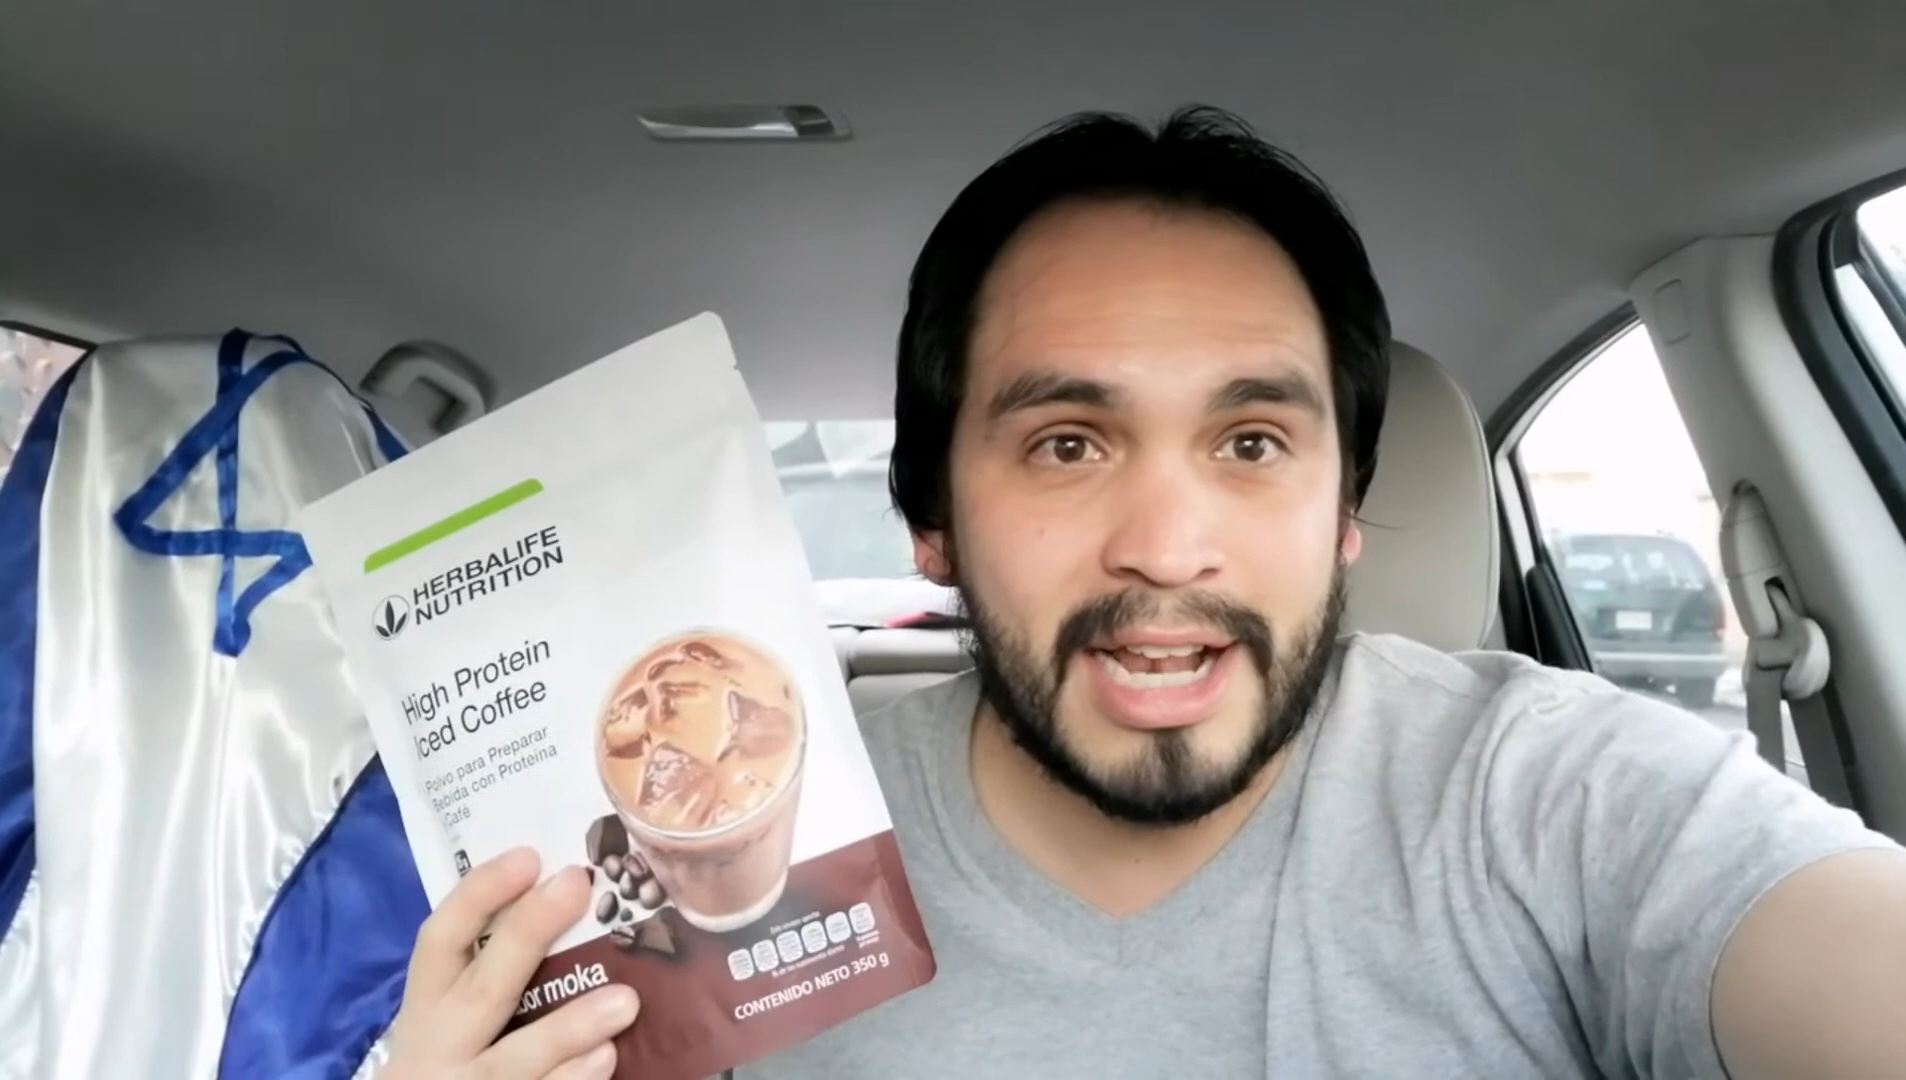 HERBALIFE
NUTRITION
High Protein
Iced Coffee
Polvo para Preparar
Bebida con Proteína
Café
moka
CONTENIDO NETO 350 g